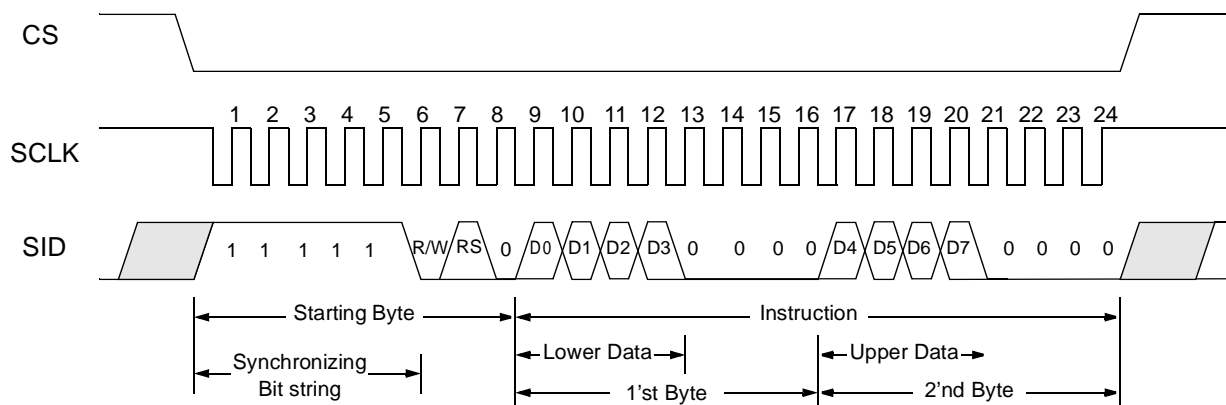 CS
1 2 3 4 5 6 7 8 9 10 11 12 13 14 15 16 17 18 19 20 21 22 23 24
SCLK
SID
1 1 1 1 1 R/W RS 0 D0 D1 D2 D3 0 0 0 0 D4 D5 D6 D7 0 0 0 0
Starting Byte Instruction
Synchronizing Bit string
Lower Data Upper Data
1'st Byte 2'nd Byte